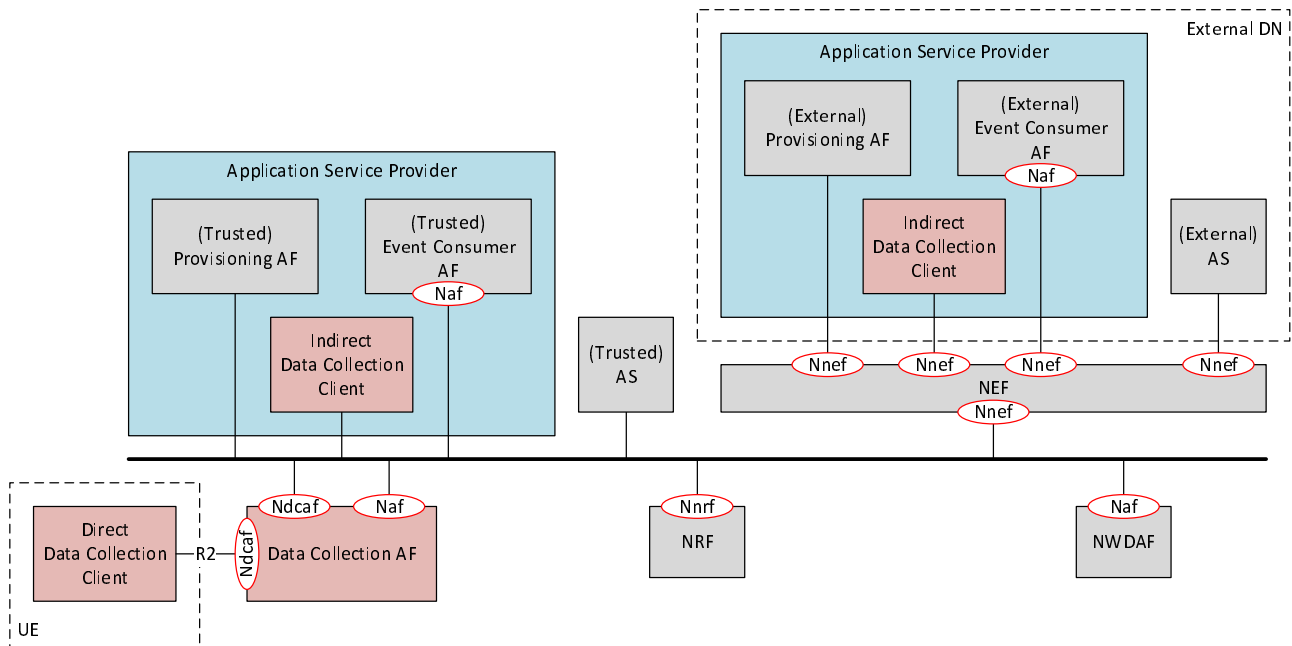 External DN
Application Service Provider
(External)
Provisioning AF
(External)
Event Consumer
AF
Naf
Indirect
Data Collection
Client
(External)
AS
Application Service Provider
(Trusted)
Provisioning AF
(Trusted)
Event Consumer
AF
Naf
Indirect
Data Collection
Client
(Trusted)
AS
Nnef
Nnef
Nnef
Nnef
NEF
Nnef
Ndcaf
Naf
Nnrf
Naf
Direct
Data Collection
Client
R2
Ndcaf
Data Collection AF
NRF
NWDAF
UE